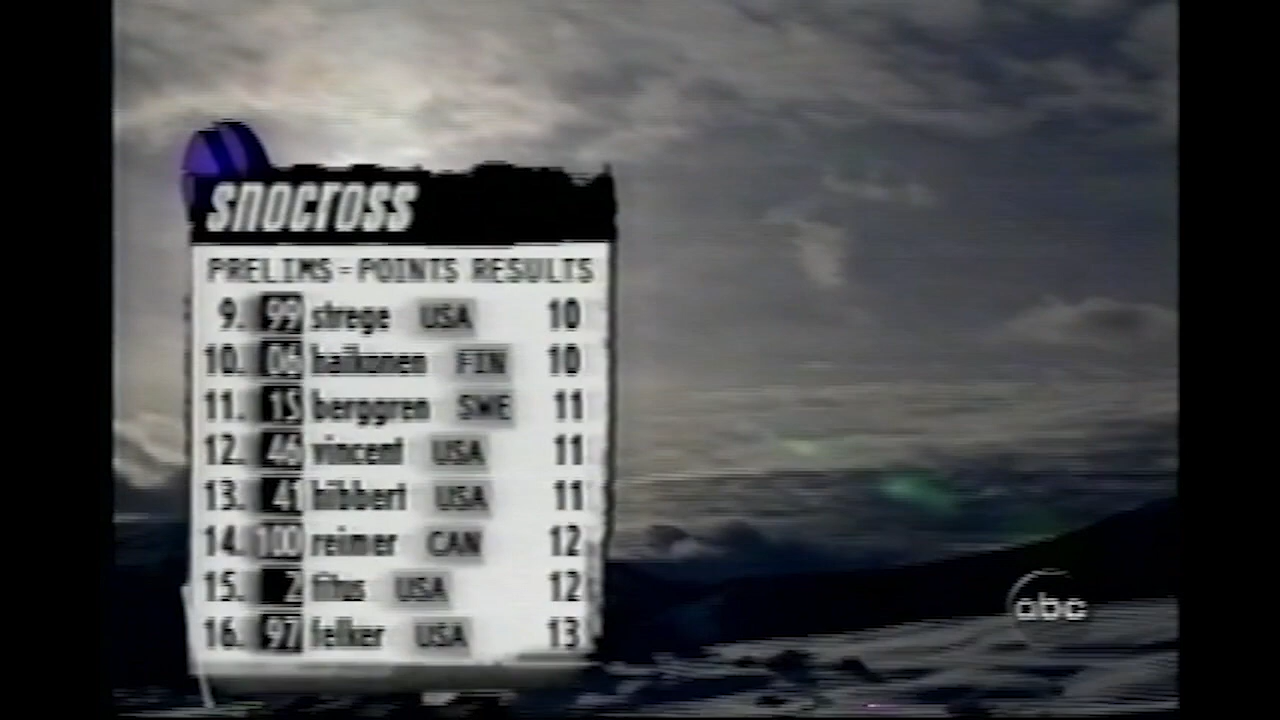 snocross
PRELIMS-POINTS RESULTS
9. 99 strege USA 10
10. 06 haikonen FIN 10
11. 15 berggren SWE 11
12. 46 vincent USA 11
13. 41 hibbert USA 11
14. 100 reimer CAN 12
15. 2 titus USA 12
16. 97 felker USA 13
abc